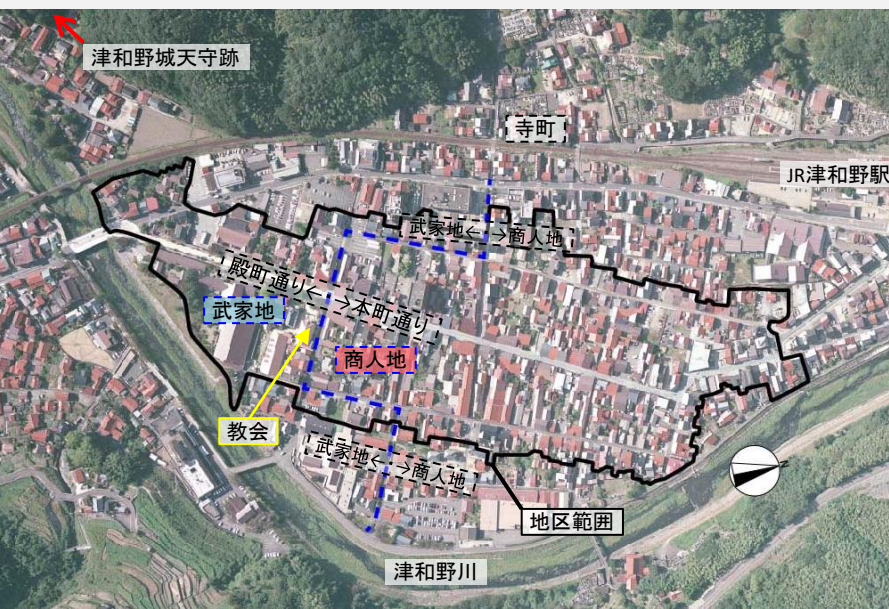 津和野城天守跡
寺町
JR津和野駅
武家地←→商人地
殿町通り←→本町通り
武家地
商人地
教会
武家地←→商人地
地区範囲
津和野川